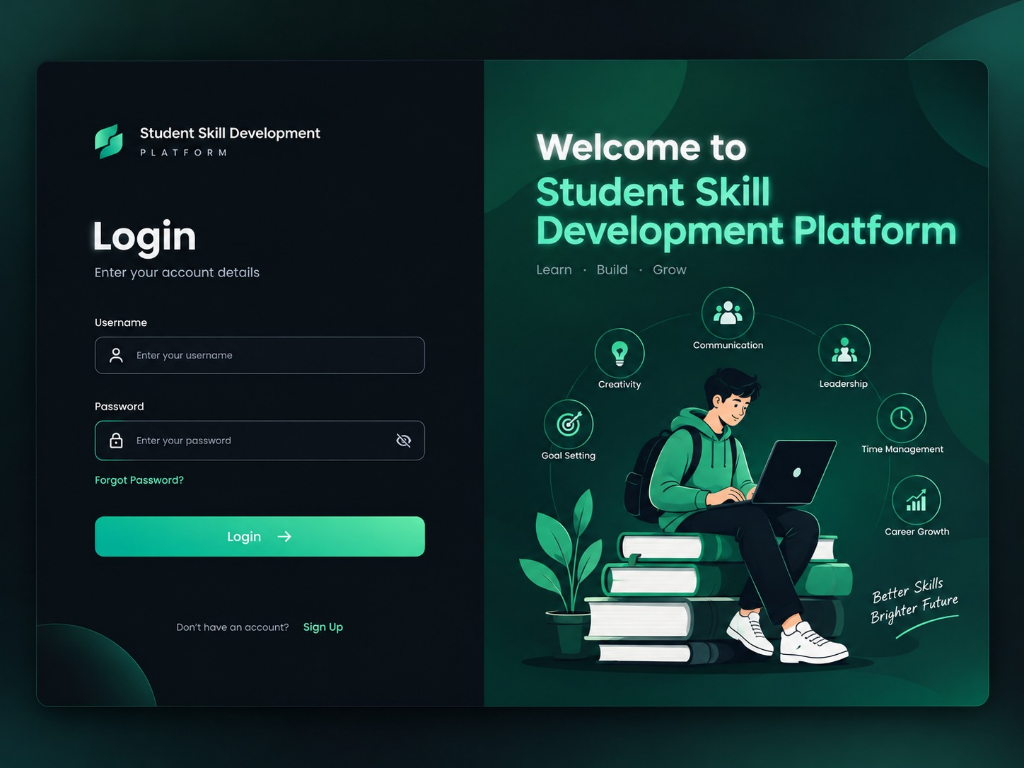 Student Skill Development
PLATFORM
Login
Enter your account details
Username
Enter your username
Password
Enter your password
Forgot Password?
Login
Don't have an account? Sign Up
Welcome to
Student Skill
Development Platform
Learn · Build · Grow
Communication
Creativity
Leadership
Goal Setting
Time Management
Career Growth
Better Skills
Brighter Future